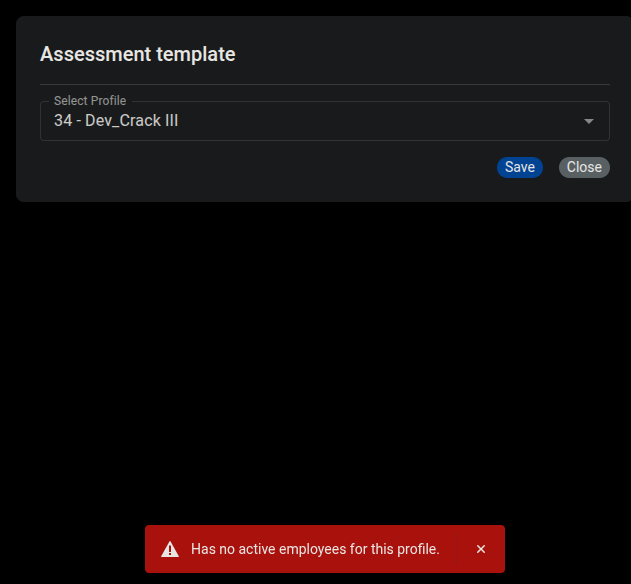 Assessment template
Select Profile
34 - Dev_Crack III
Save Close
Has no active employees for this profile.